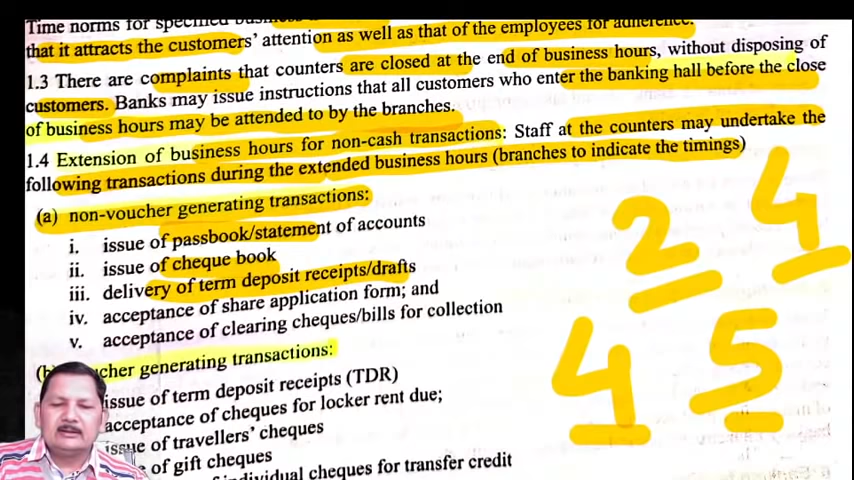 Time norms for specified business
that it attracts the customers' attention as well as that of the employees for adherence.
1.3 There are complaints that counters are closed at the end of business hours, without disposing of
customers. Banks may issue instructions that all customers who enter the banking hall before the close
of business hours may be attended to by the branches.
1.4 Extension of business hours for non-cash transactions: Staff at the counters may undertake the
following transactions during the extended business hours (branches to indicate the timings)
(a) non-voucher generating transactions:
i. issue of passbook/statement of accounts
ii. issue of cheque book
iii. delivery of term deposit receipts/drafts
iv. acceptance of share application form; and
v. acceptance of clearing cheques/bills for collection
2 4
4 5
cher generating transactions:
issue of term deposit receipts (TDR)
acceptance of cheques for locker rent due;
issue of travellers' cheques
of gift cheques
individual cheques for transfer credit